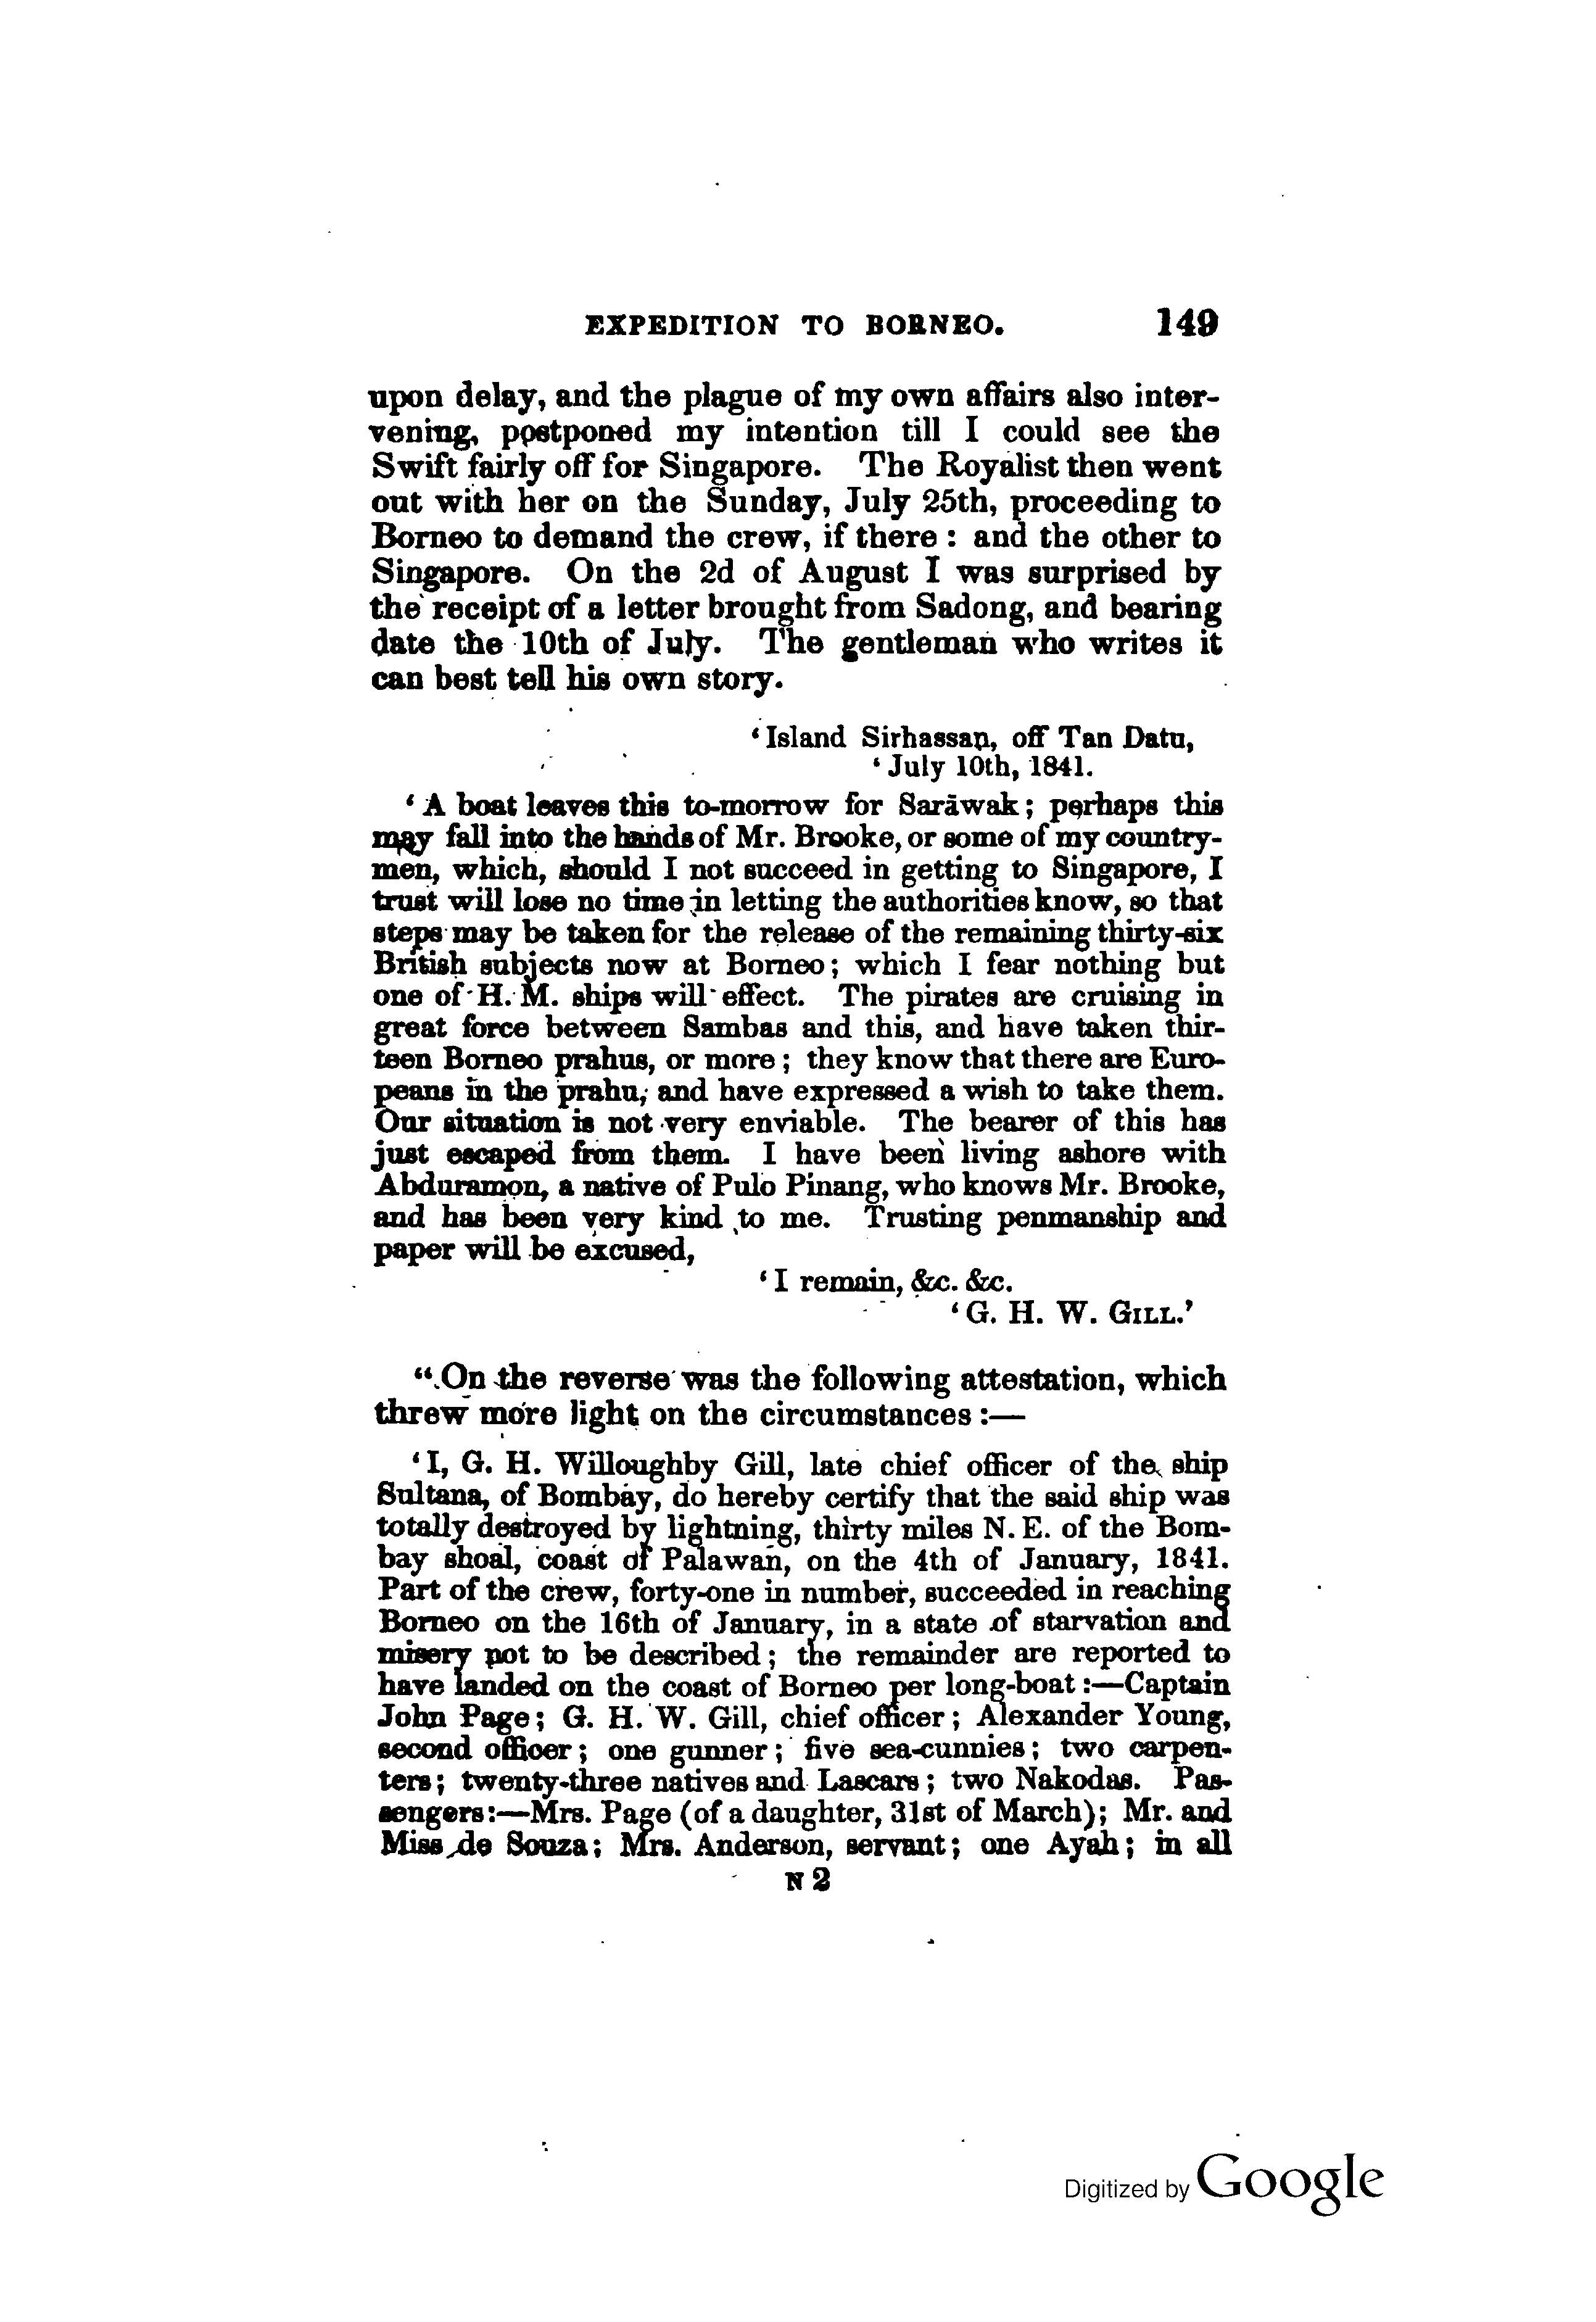 EXPEDITION TO BORNEO. 149
upon delay, and the plague of my own affairs also inter-
vening, postponed my intention till I could see the
Swift fairly off for Singapore. The Royalist then went
out with her on the Sunday, July 25th, proceeding to
Borneo to demand the crew, if there : and the other to
Singapore. On the 2d of August I was surprised by
the receipt of a letter brought from Sadong, and bearing
date the 10th of July. The gentleman who writes it
can best tell his own story.
‘Island Sirhassan, off Tan Datu,
‘July 10th, 1841.
‘A boat leaves this to-morrow for Sarāwak; perhaps this
may fall into the hands of Mr. Brooke, or some of my country-
men, which, should I not succeed in getting to Singapore, I
trust will lose no time in letting the authorities know, so that
steps may be taken for the release of the remaining thirty-six
British subjects now at Borneo; which I fear nothing but
one of H. M. ships will effect. The pirates are cruising in
great force between Sambas and this, and have taken thir-
teen Borneo prahus, or more; they know that there are Euro-
peans in the prahu, and have expressed a wish to take them.
Our situation is not very enviable. The bearer of this has
just escaped from them. I have been living ashore with
Abduramon, a native of Pulo Pinang, who knows Mr. Brooke,
and has been very kind to me. Trusting penmanship and
paper will be excused,
‘I remain, &c. &c.
‘G. H. W. GILL.’
“On the reverse was the following attestation, which
threw more light on the circumstances :—
‘I, G. H. Willoughby Gill, late chief officer of the ship
Sultana, of Bombay, do hereby certify that the said ship was
totally destroyed by lightning, thirty miles N. E. of the Bom-
bay shoal, coast of Palawan, on the 4th of January, 1841.
Part of the crew, forty-one in number, succeeded in reaching
Borneo on the 16th of January, in a state of starvation and
misery not to be described; the remainder are reported to
have landed on the coast of Borneo per long-boat :—Captain
John Page; G. H. W. Gill, chief officer; Alexander Young,
second officer; one gunner; five sea-cunnies; two carpen-
ters; twenty-three natives and Lascars; two Nakodas. Pas-
sengers:—Mrs. Page (of a daughter, 31st of March); Mr. and
Miss de Souza; Mrs. Anderson, servant; one Ayah; in all
N 2
Digitized by Google